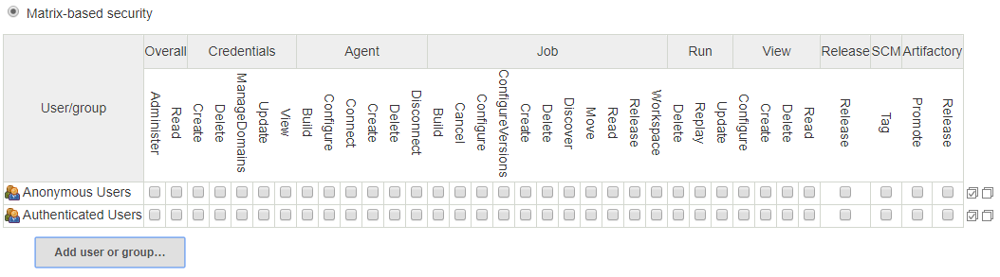 Matrix-based security
User/group Overall Credentials Agent Job Run View Release SCM Artifactory
Administer Read Create Delete ManageDomains Update View Build Configure Connect Create Delete Disconnect Build Cancel Configure ConfigureVersions Create Delete Discover Move Read Release Workspace Delete Replay Update Configure Create Delete Read Release Tag Promote Release
Anonymous Users
Authenticated Users
Add user or group...